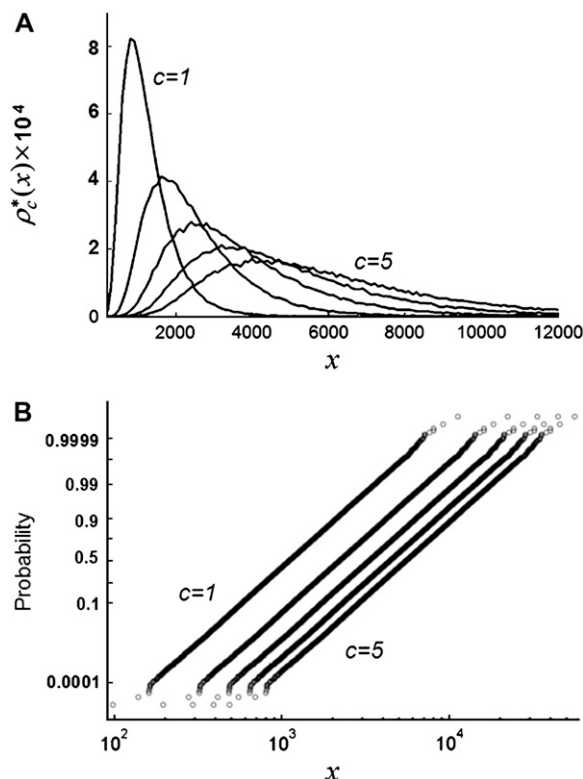 A
8
6
4
2
0
ρ*c(x)×10⁴
c=1
c=5
2000 4000 6000 8000 10000 12000
x
B
0.9999
0.99
0.9
0.5
0.1
0.0001
Probability
c=1
c=5
10² 10³ 10⁴
x